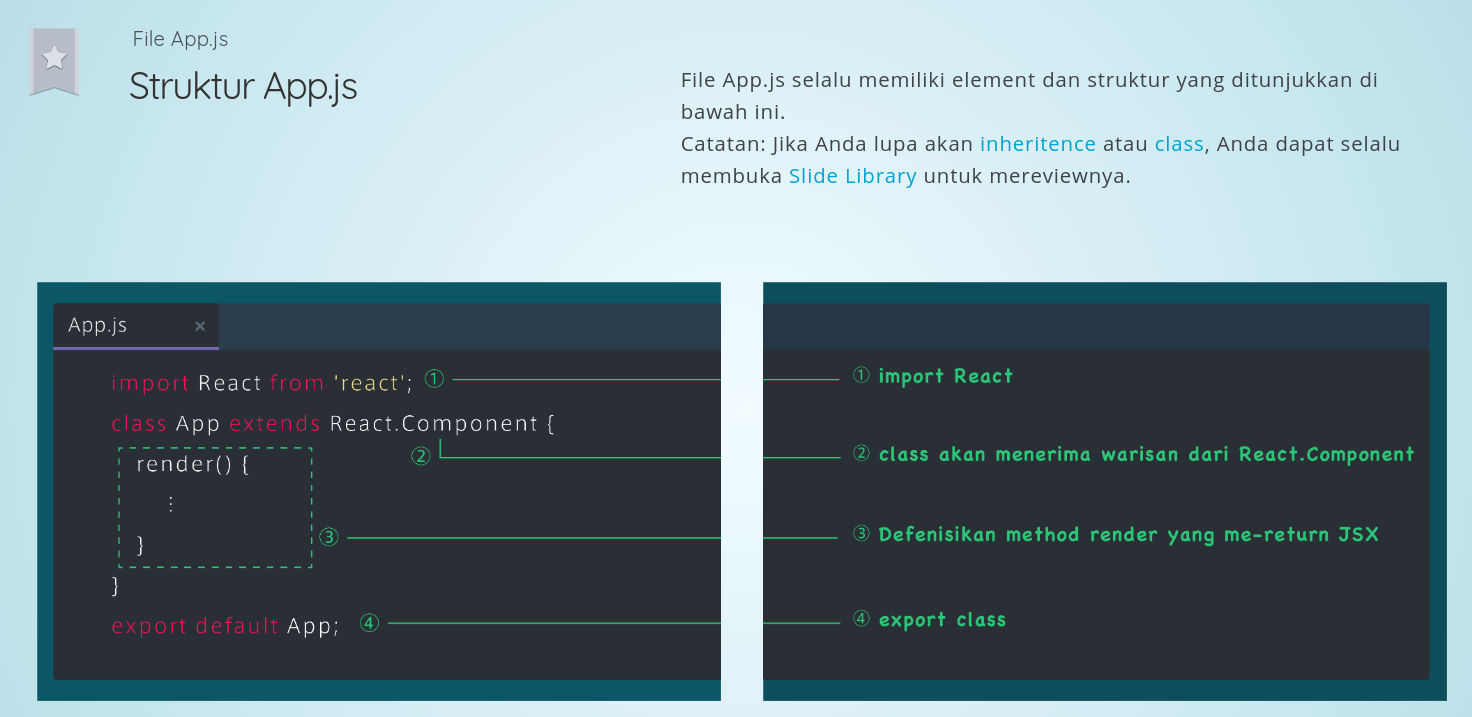 File App.js
Struktur App.js
File App.js selalu memiliki element dan struktur yang ditunjukkan di
bawah ini.
Catatan: Jika Anda lupa akan inheritence atau class, Anda dapat selalu
membuka Slide Library untuk mereviewnya.
App.js ×
import React from 'react'; ①
class App extends React.Component {
②
render() {
⋮
}
③
}
export default App; ④
① import React
② class akan menerima warisan dari React.Component
③ Defenisikan method render yang me-return JSX
④ export class